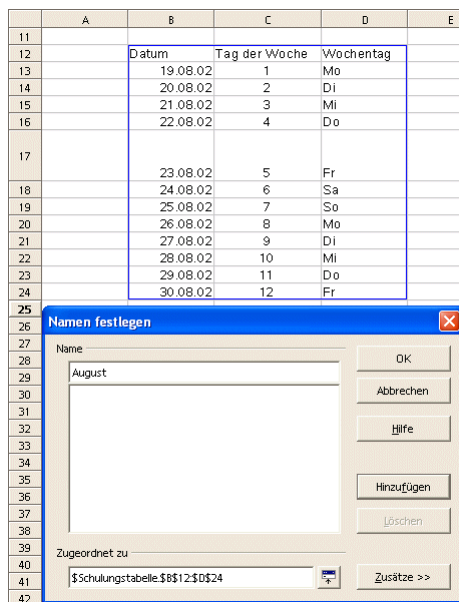 A B C D E
11
12 Datum Tag der Woche Wochentag
13 19.08.02 1 Mo
14 20.08.02 2 Di
15 21.08.02 3 Mi
16 22.08.02 4 Do
17 23.08.02 5 Fr
18 24.08.02 6 Sa
19 25.08.02 7 So
20 26.08.02 8 Mo
21 27.08.02 9 Di
22 28.08.02 10 Mi
23 29.08.02 11 Do
24 30.08.02 12 Fr
25
26
27
28
29
30
31
32
33
34
35
36
37
38
39
40
41
42
Namen festlegen
Name
August
OK
Abbrechen
Hilfe
Hinzufügen
Löschen
Zugeordnet zu
$Schulungstabelle.$B$12:$D$24
Zusätze >>